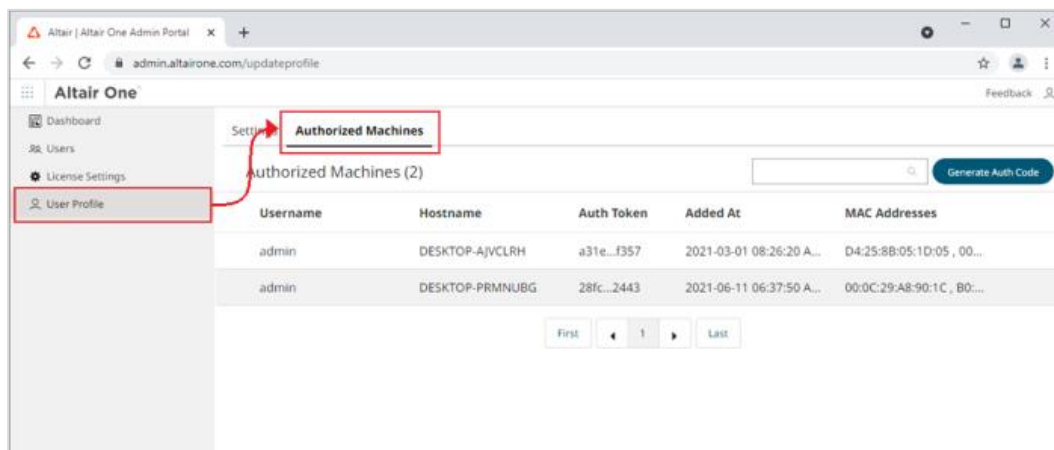 Altair | Altair One Admin Portal
admin.altairone.com/updateprofile
Altair One
Feedback
Dashboard
Users
License Settings
User Profile
Settings Authorized Machines
Authorized Machines (2)
Generate Auth Code
Username Hostname Auth Token Added At MAC Addresses
admin DESKTOP-AJVCLRH a31e...f357 2021-03-01 08:26:20 A... D4:25:8B:05:1D:05 , 00...
admin DESKTOP-PRMNUBG 28fc...2443 2021-06-11 06:37:50 A... 00:0C:29:A8:90:1C , B0:...
First 1 Last